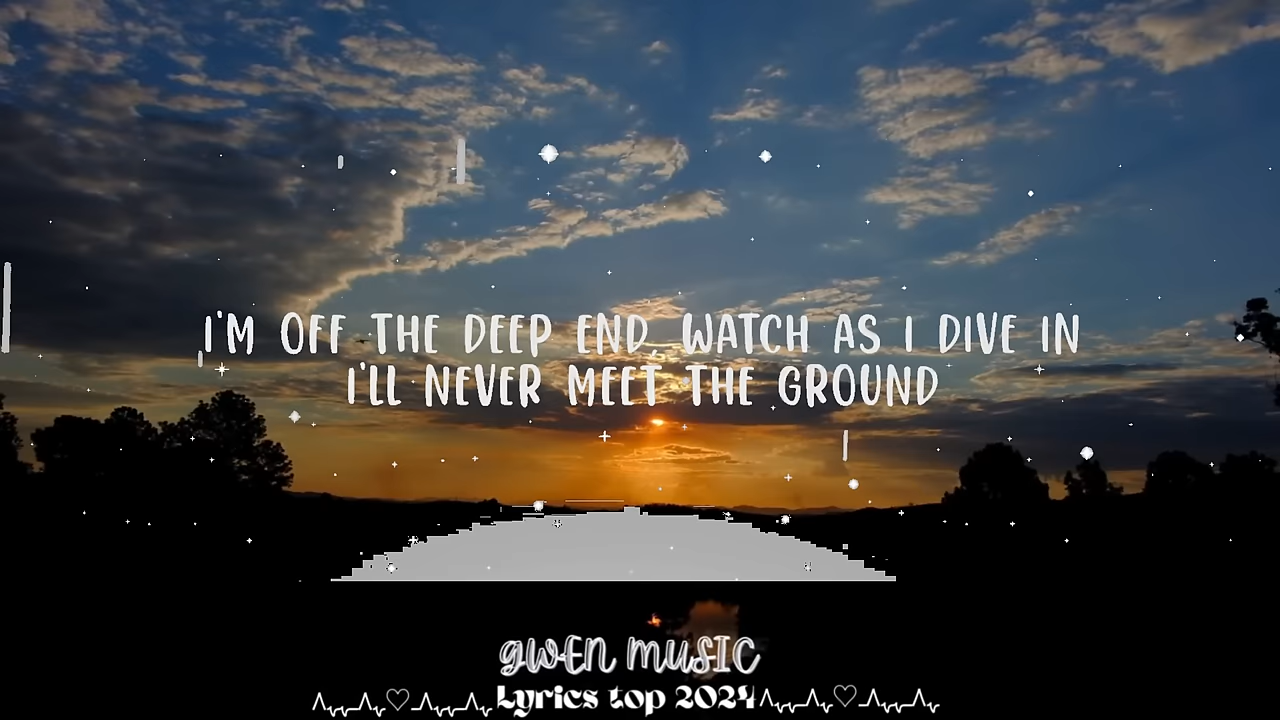 I'M OFF THE DEEP END, WATCH AS I DIVE IN
I'LL NEVER MEET THE GROUND
gwEn muSIC
Lyrics top 2024